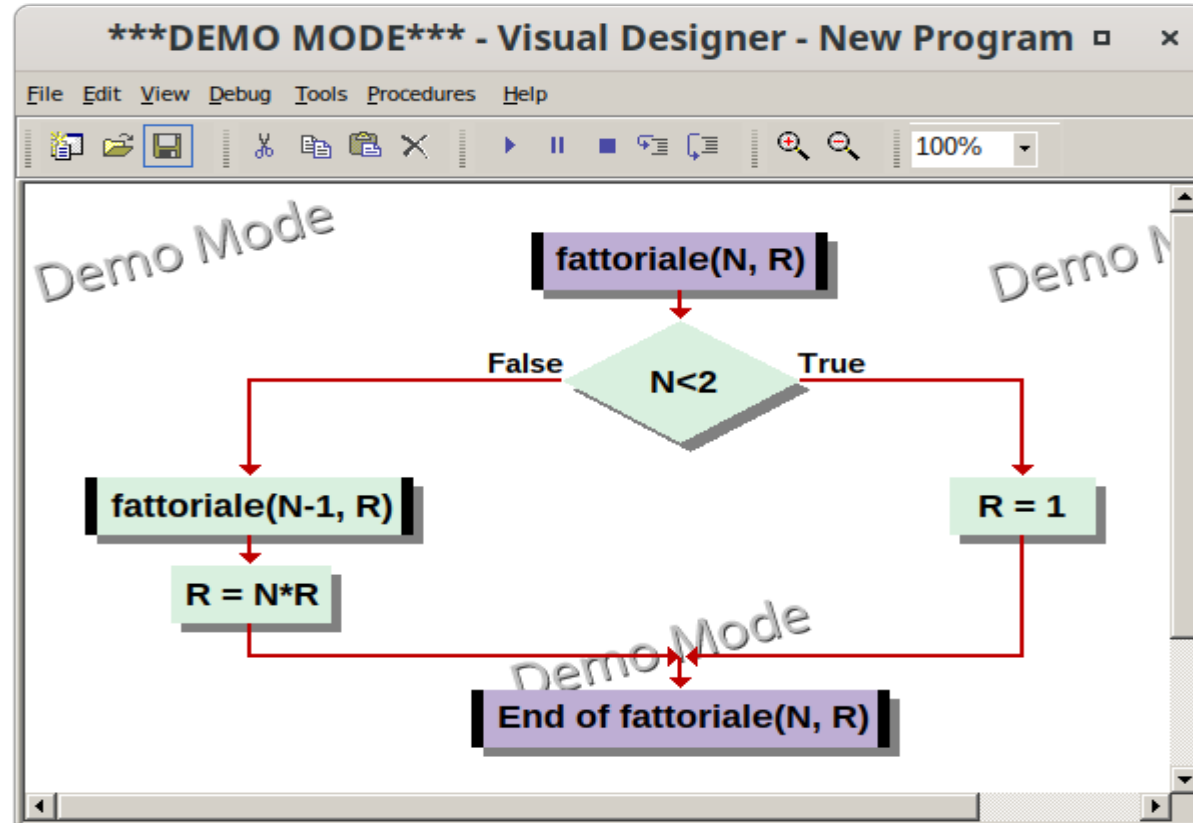 ***DEMO MODE*** - Visual Designer - New Program
File Edit View Debug Tools Procedures Help
100%
Demo Mode
Demo M
fattoriale(N, R)
False
True
N<2
fattoriale(N-1, R)
R = 1
R = N*R
Demo Mode
End of fattoriale(N, R)